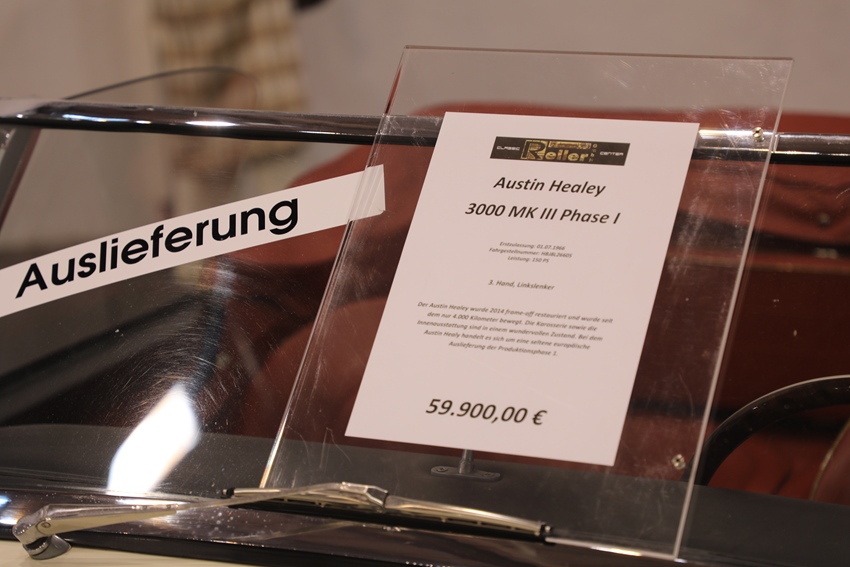 Auslieferung
CLASSIC Reiler CENTER
Austin Healey
3000 MK III Phase I
Erstzulassung: 01.07.1966
Fahrgestellnummer:
Leistung: 150 PS
3. Hand, Linkslenker
Der Austin Healey wurde 2014 frame-off restauriert und wurde seit
dem nur 4.000 Kilometer bewegt. Die Karosserie sowie die
Innenausstattung sind in einem wundervollen Zustand. Bei dem
Austin Healy handelt es sich um eine seltene europäische
Auslieferung der Produktionsphase 1.
59.900,00 €